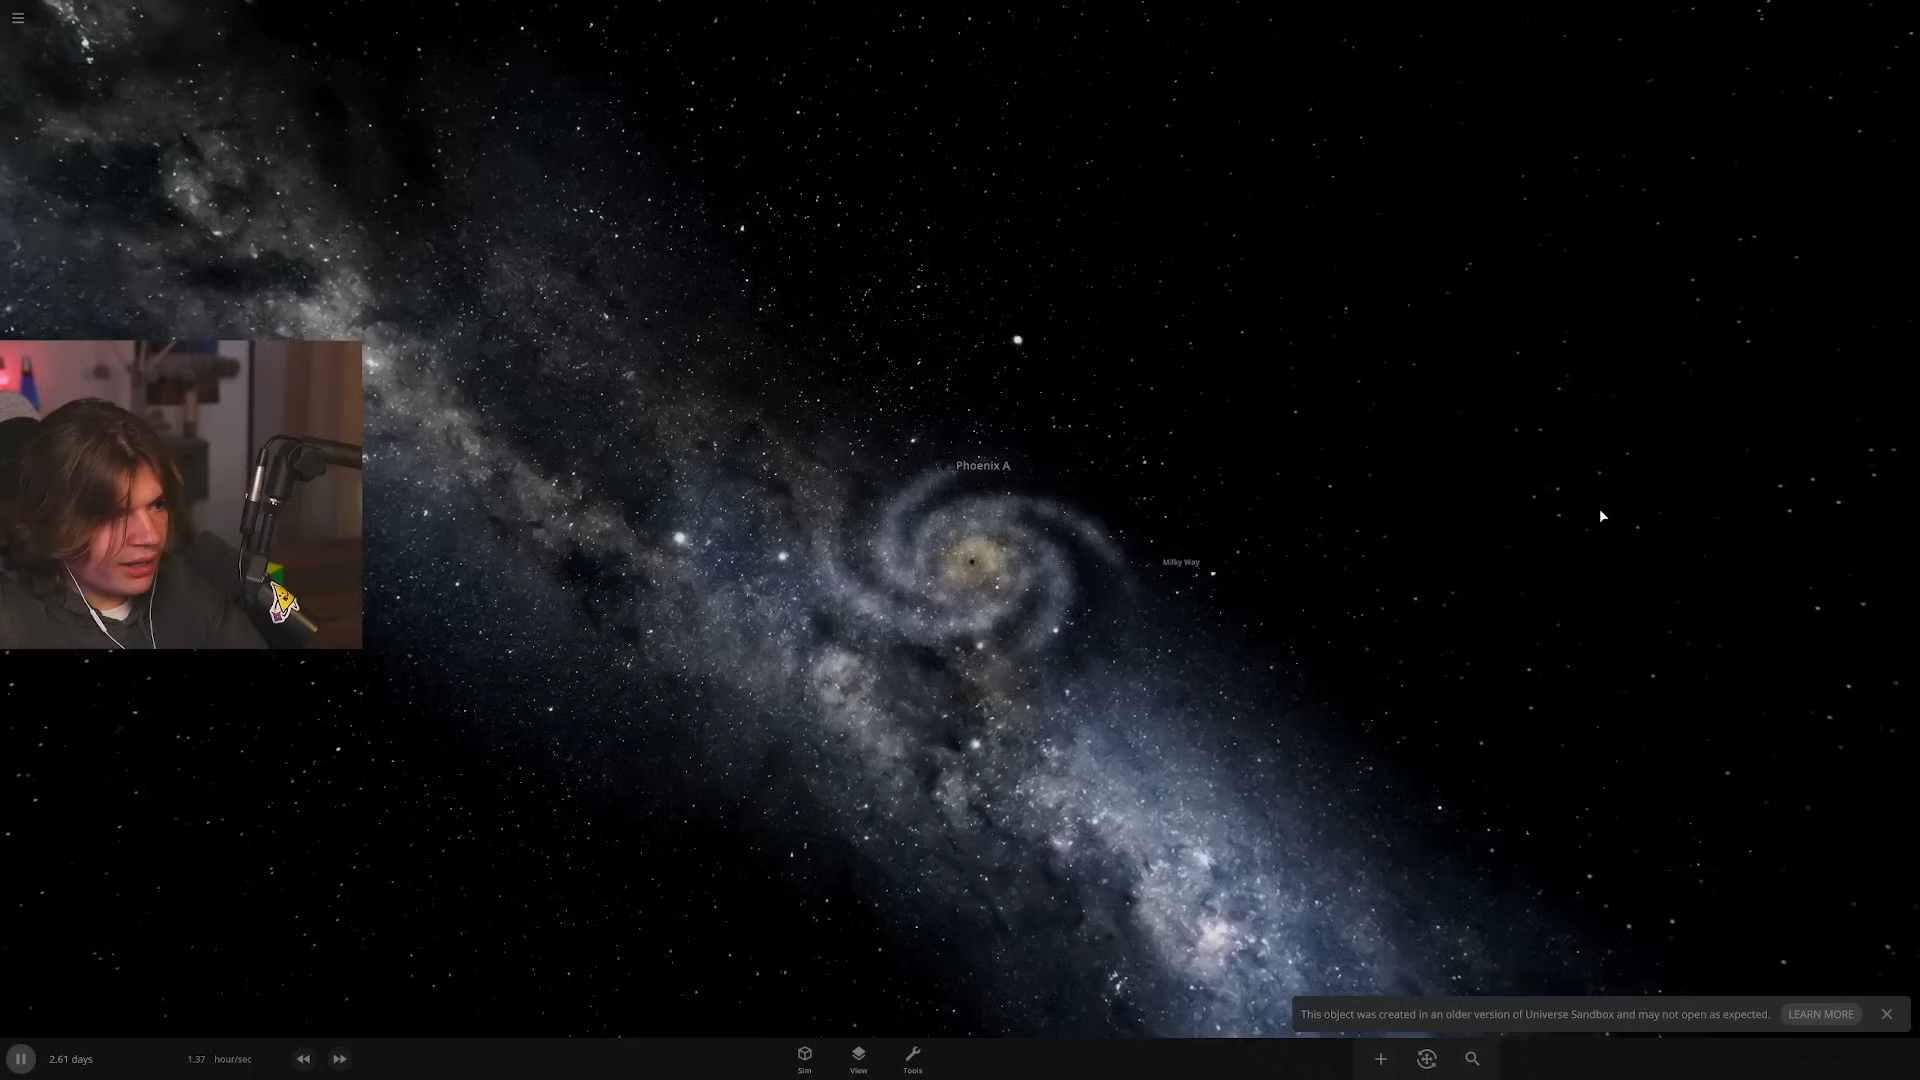 Phoenix A
Milky Way
This object was created in an older version of Universe Sandbox and may not open as expected. LEARN MORE
2.61 days 1.37 hour/sec
Sim View Tools